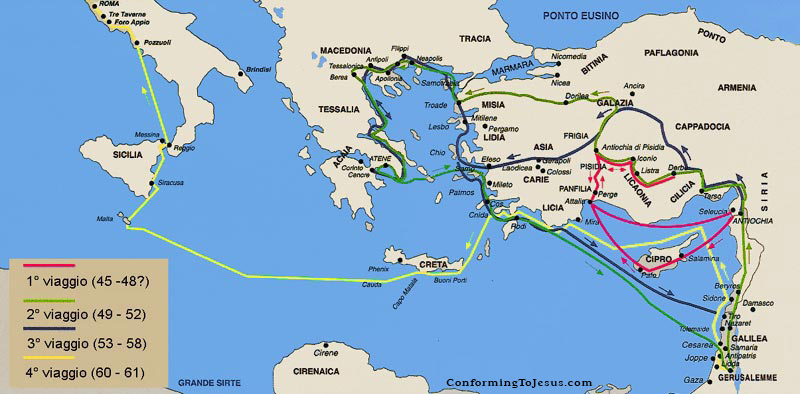 ROMA
Tre Taverna
Foro Appio
Pozzuoli
Brindisi
PONTO EUSINO
MACEDONIA
TRACIA
Filippi
Neapolis
Anfipoli
Tessalonica
Berea
Apollonia
Samotracia
MARMARA
Nicomedia
BITINIA
Nicea
PONTO
PAFLAGONIA
ARMENIA
TESSALIA
Troade
MISIA
Dorilea
Ancira
GALAZIA
CAPPADOCIA
Mitilene
Lesbo
Pergamo
LIDIA
Chio
ASIA
FRIGIA
Antiochia di Pisidia
Messina
Reggio
SICILIA
Siracusa
Malta
ACAIA
ATENE
Corinto
Cencre
Samo
Efeso
Laodicea
Colossi
CARIE
Mileto
Patmos
Cos
Cnida
Rodi
PISIDIA
Iconio
Listra
Derbe
LICAONIA
CILICIA
Tarso
PANFILIA
Perge
Attalia
LICIA
Mira
Seleucia
ANTIOCHIA
SIRIA
CIPRO
Salamina
Pafo
Phenix
CRETA
Cauda
Capo Matala
Buoni Porti
Berytos
Sidone
Damasco
Tiro
Tolemaide
Nazaret
GALILEA
Cesarea
Samaria
Antipatris
Joppe
Lidda
GERUSALEMME
Gaza
Cirene
CIRENAICA
GRANDE SIRTE
1° viaggio (45 -48?)
2° viaggio (49 - 52)
3° viaggio (53 - 58)
4° viaggio (60 - 61)
ConformingToJesus.com